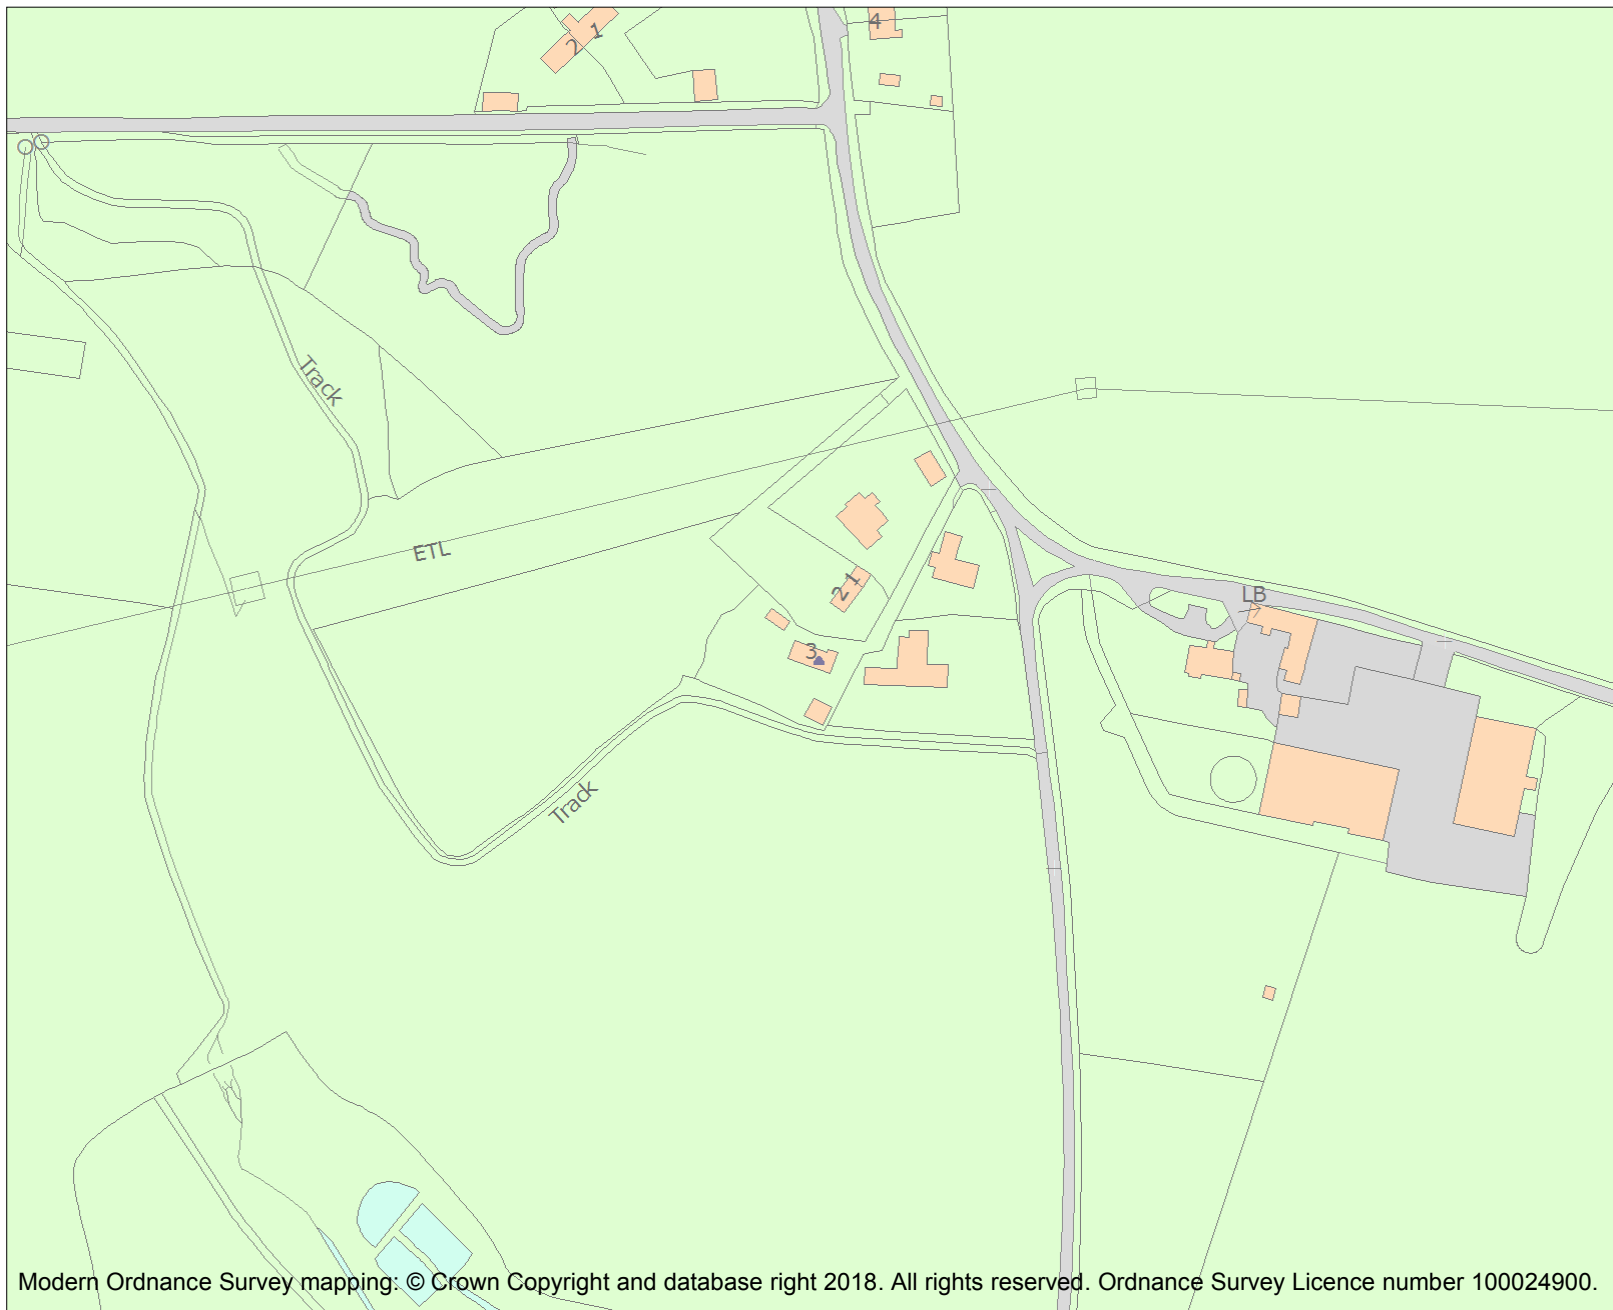 4
2 1
Track
ETL
2 1
LB
3
Track
Modern Ordnance Survey mapping: © Crown Copyright and database right 2018. All rights reserved. Ordnance Survey Licence number 100024900.